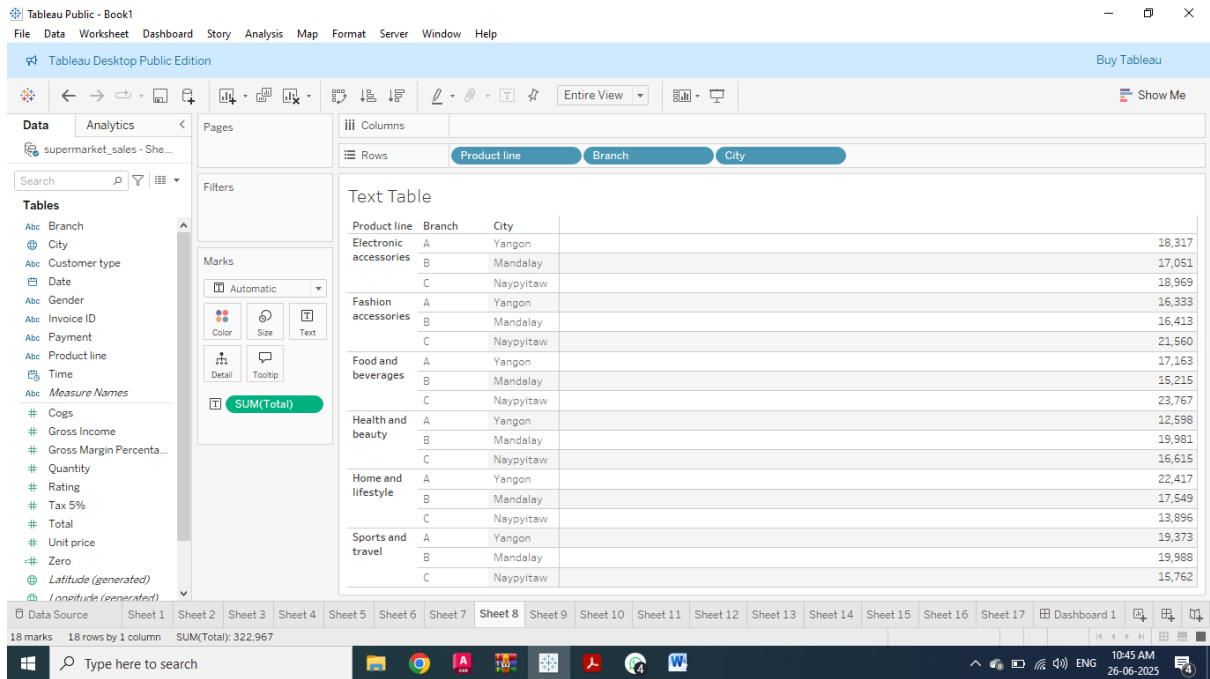 Tableau Public - Book1
File Data Worksheet Dashboard Story Analysis Map Format Server Window Help
Tableau Desktop Public Edition Buy Tableau
Entire View Show Me
Data Analytics
supermarket_sales - She...
Search
Tables
Abc Branch
City
Abc Customer type
Date
Abc Gender
Abc Invoice ID
Abc Payment
Abc Product line
Time
Abc Measure Names
# Cogs
# Gross Income
# Gross Margin Percenta...
# Quantity
# Rating
# Tax 5%
# Total
# Unit price
=# Zero
Latitude (generated)
Longitude (generated)
Pages
Filters
Marks
Automatic
Color Size Text
Detail Tooltip
SUM(Total)
iii Columns
Rows Product line Branch City
Text Table
Product line Branch City
Electronic accessories A Yangon 18,317
B Mandalay 17,051
C Naypyitaw 18,969
Fashion accessories A Yangon 16,333
B Mandalay 16,413
C Naypyitaw 21,560
Food and beverages A Yangon 17,163
B Mandalay 15,215
C Naypyitaw 23,767
Health and beauty A Yangon 12,598
B Mandalay 19,981
C Naypyitaw 16,615
Home and lifestyle A Yangon 22,417
B Mandalay 17,549
C Naypyitaw 13,896
Sports and travel A Yangon 19,373
B Mandalay 19,988
C Naypyitaw 15,762
Data Source Sheet 1 Sheet 2 Sheet 3 Sheet 4 Sheet 5 Sheet 6 Sheet 7 Sheet 8 Sheet 9 Sheet 10 Sheet 11 Sheet 12 Sheet 13 Sheet 14 Sheet 15 Sheet 16 Sheet 17 Dashboard 1
18 marks 18 rows by 1 column SUM(Total): 322,967
Type here to search
ENG
10:45 AM
26-06-2025
4